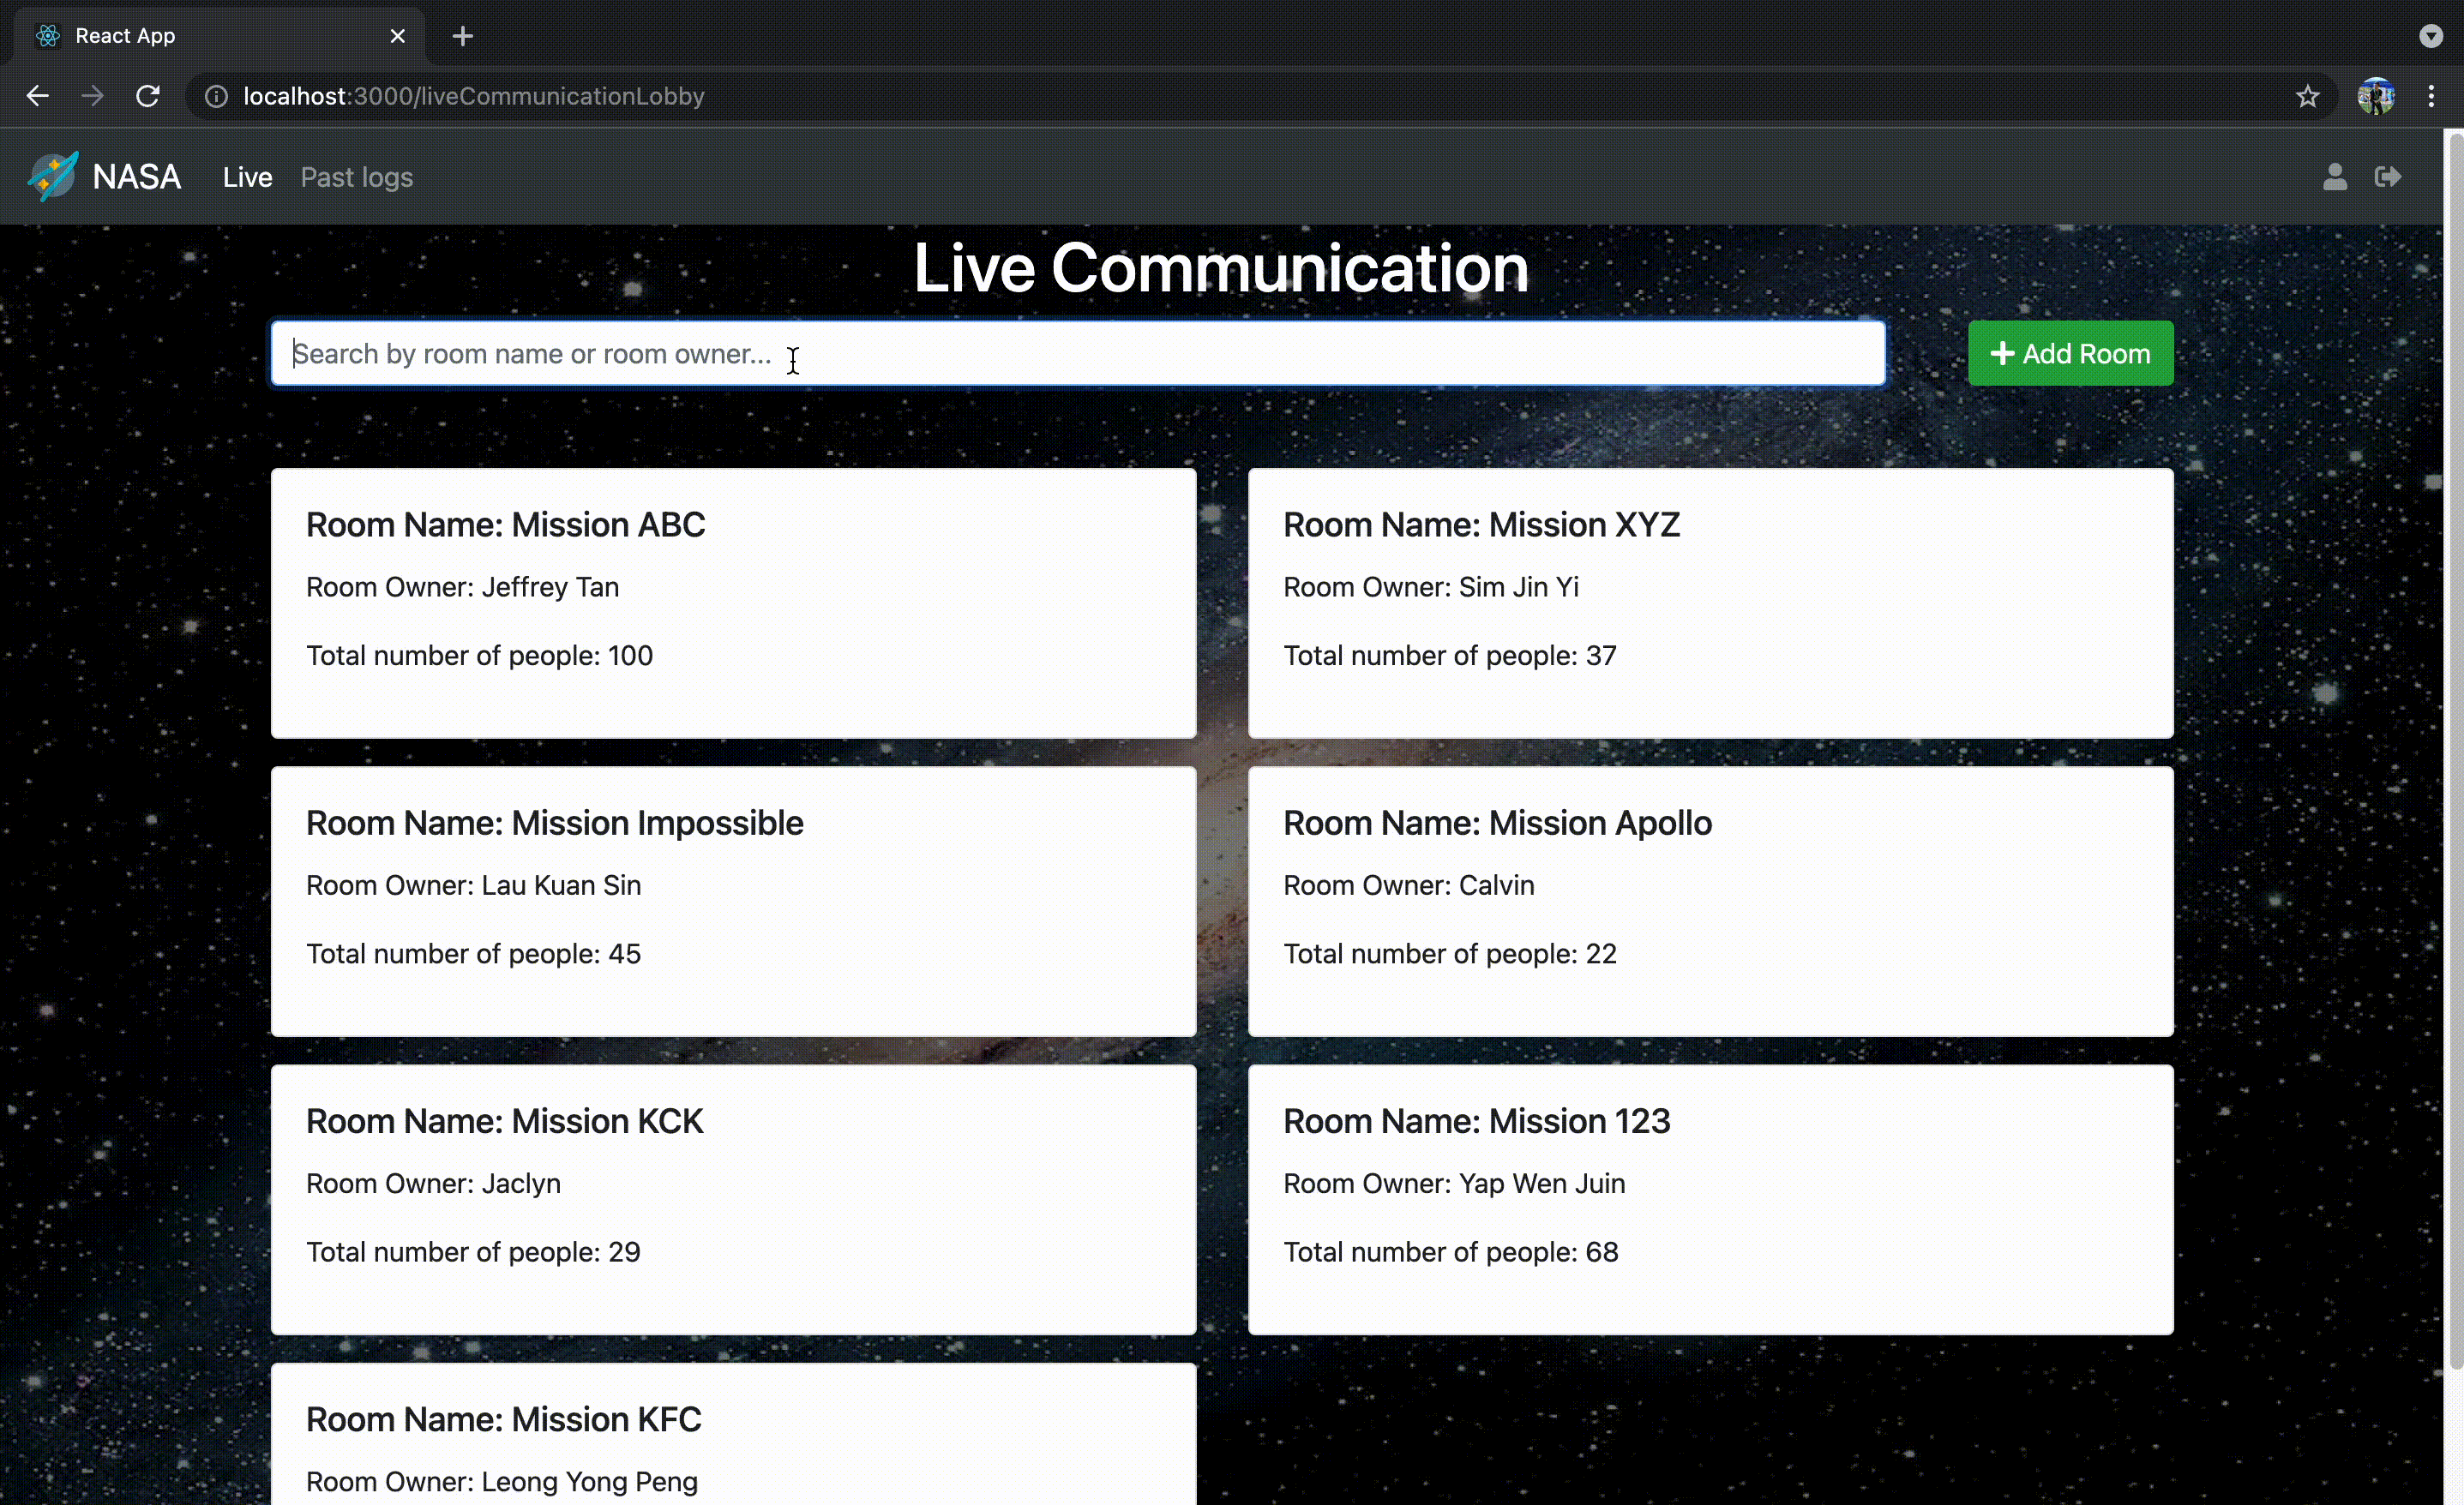 React App
localhost:3000/liveCommunicationLobby
NASA Live Past logs
Live Communication
Search by room name or room owner...
Add Room
Room Name: Mission ABC
Room Owner: Jeffrey Tan
Total number of people: 100
Room Name: Mission XYZ
Room Owner: Sim Jin Yi
Total number of people: 37
Room Name: Mission Impossible
Room Owner: Lau Kuan Sin
Total number of people: 45
Room Name: Mission Apollo
Room Owner: Calvin
Total number of people: 22
Room Name: Mission KCK
Room Owner: Jaclyn
Total number of people: 29
Room Name: Mission 123
Room Owner: Yap Wen Juin
Total number of people: 68
Room Name: Mission KFC
Room Owner: Leong Yong Peng